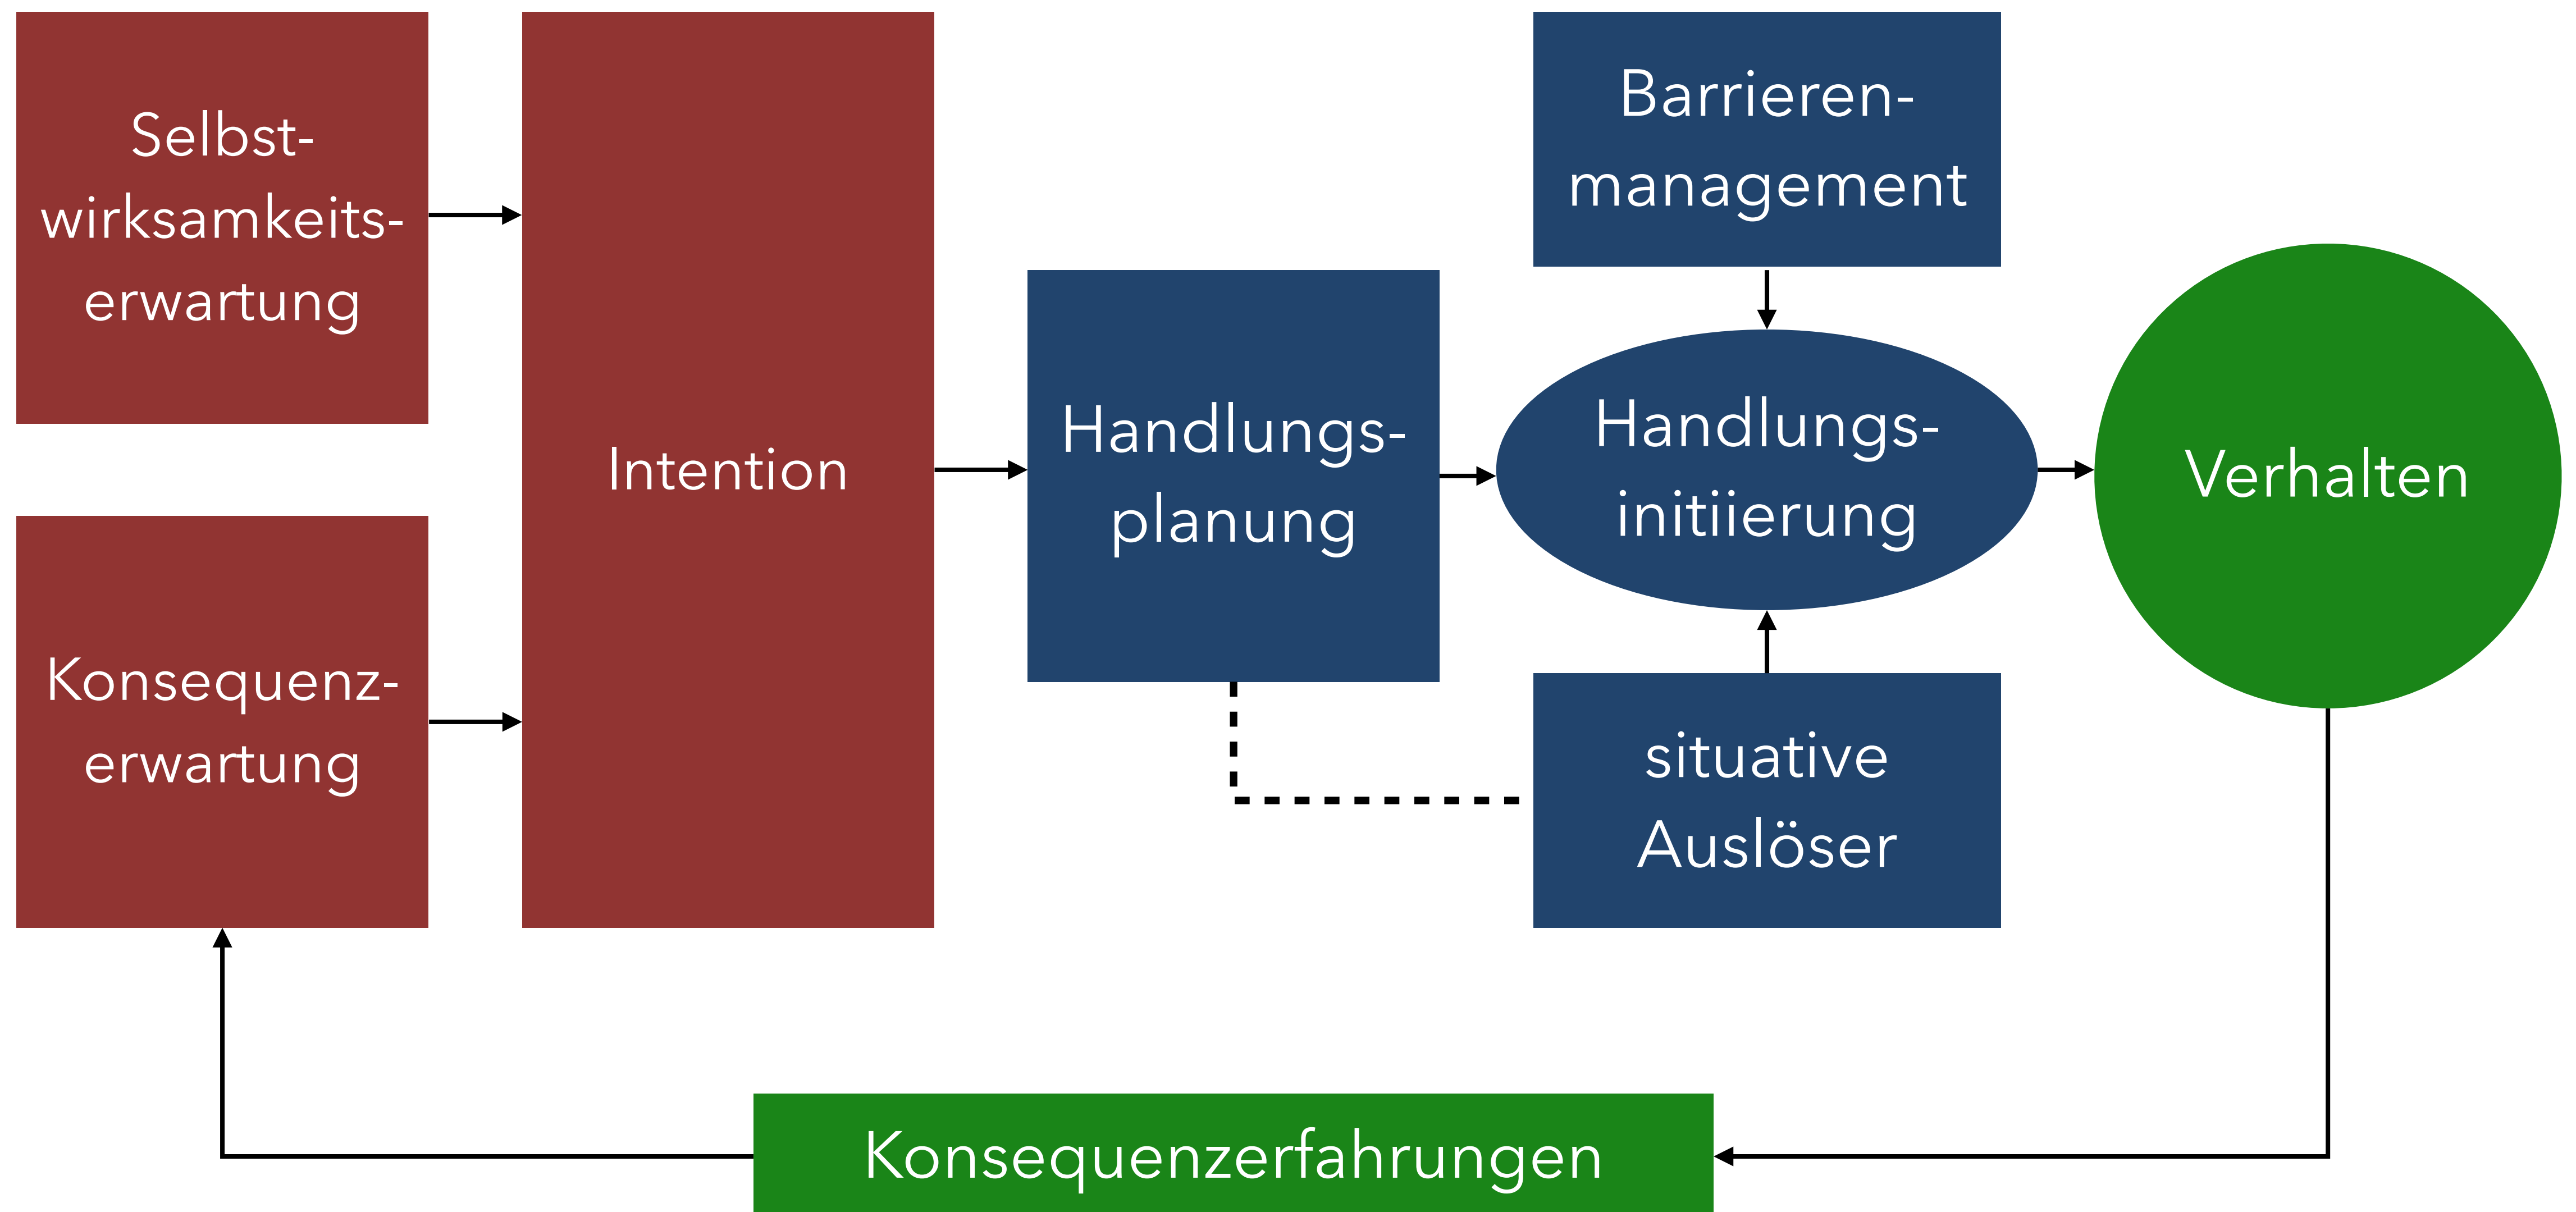 Selbst-
wirksamkeits-
erwartung
Konsequenz-
erwartung
Intention
Handlungs-
planung
Barrieren-
management
Handlungs-
initiierung
situative
Auslöser
Verhalten
Konsequenzerfahrungen